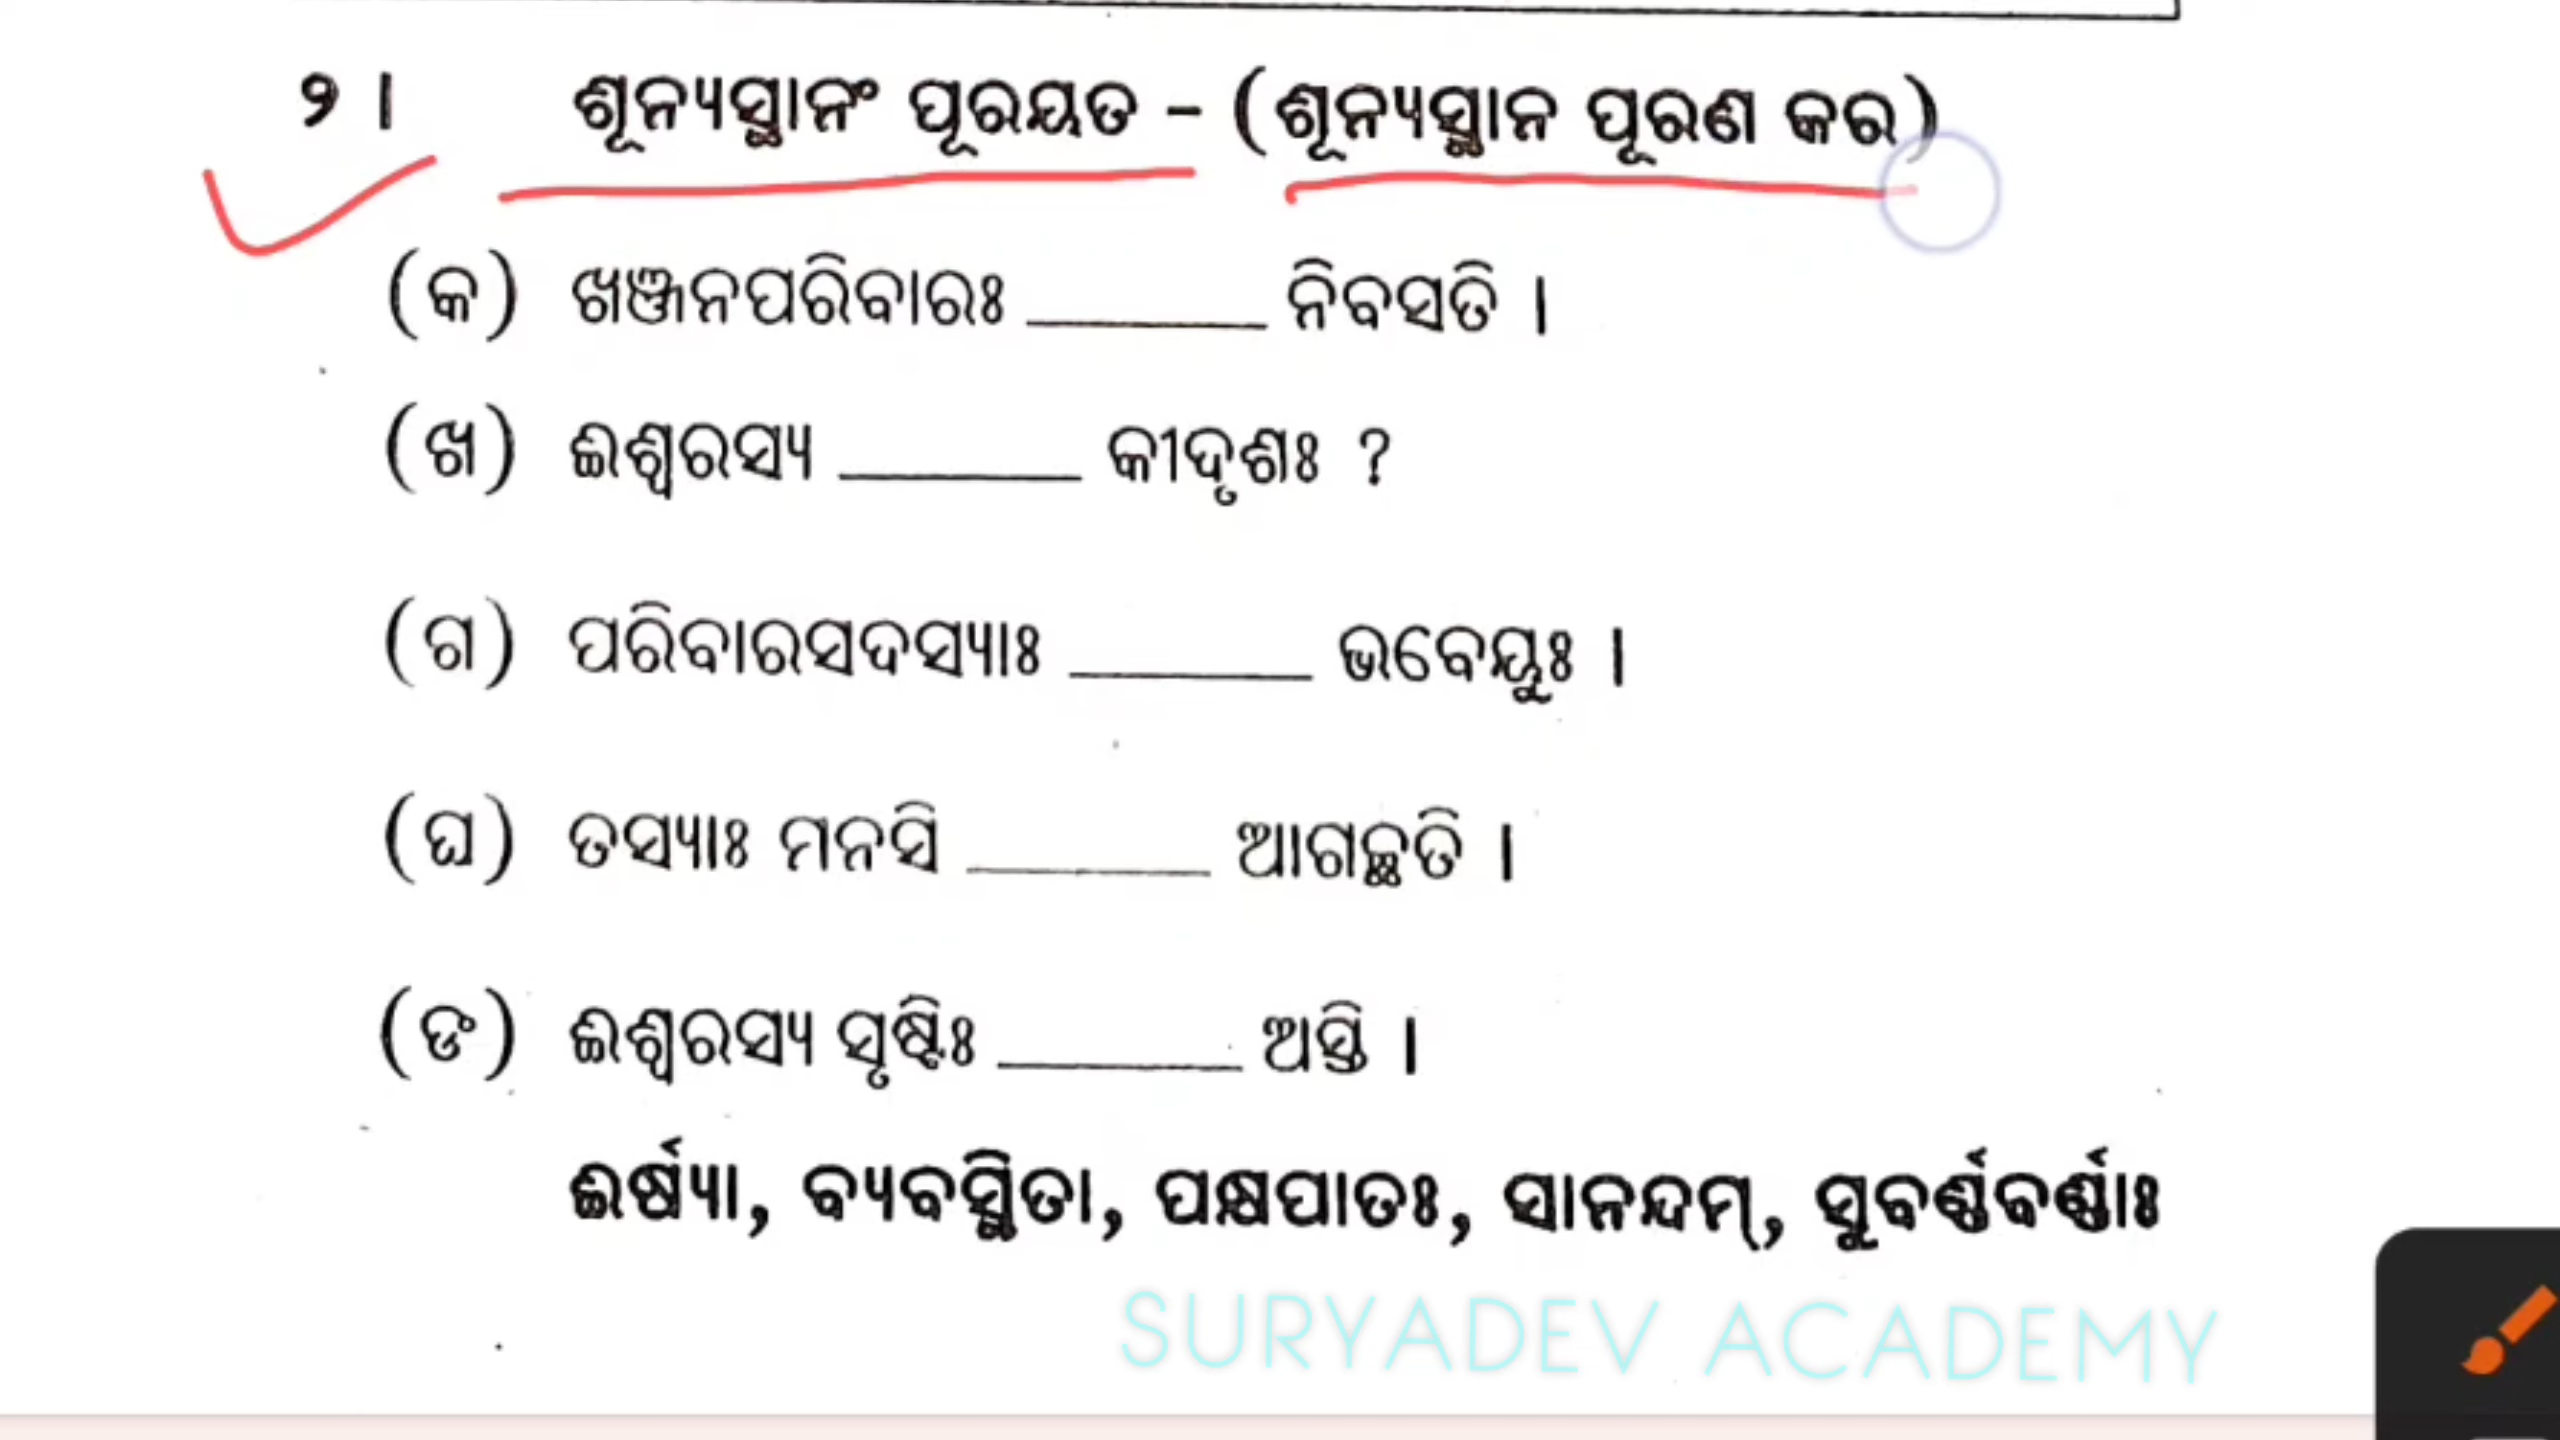 ୨ । ଶୂନ୍ୟସ୍ଥାନଂ ପୂରୟତ – (ଶୂନ୍ୟସ୍ଥାନ ପୂରଣ କର)
(କ) ଖଞ୍ଜନପରିବାରଃ ______ ନିବସତି ।
(ଖ) ଈଶ୍ୱରସ୍ୟ ______ କୀଦୃଶଃ ?
(ଗ) ପରିବାରସଦସ୍ୟାଃ ______ ଭବେୟୁଃ ।
(ଘ) ତସ୍ୟାଃ ମନସି ______ ଆଗଚ୍ଛତି ।
(ଙ) ଈଶ୍ୱରସ୍ୟ ସୃଷ୍ଟିଃ ______ ଅସ୍ତି ।
ଈର୍ଷ୍ୟା, ବ୍ୟବସ୍ଥିତା, ପକ୍ଷପାତଃ, ସାନନ୍ଦମ୍, ସୁବର୍ଣ୍ଣବର୍ଣ୍ଣାଃ
SURYADEV ACADEMY